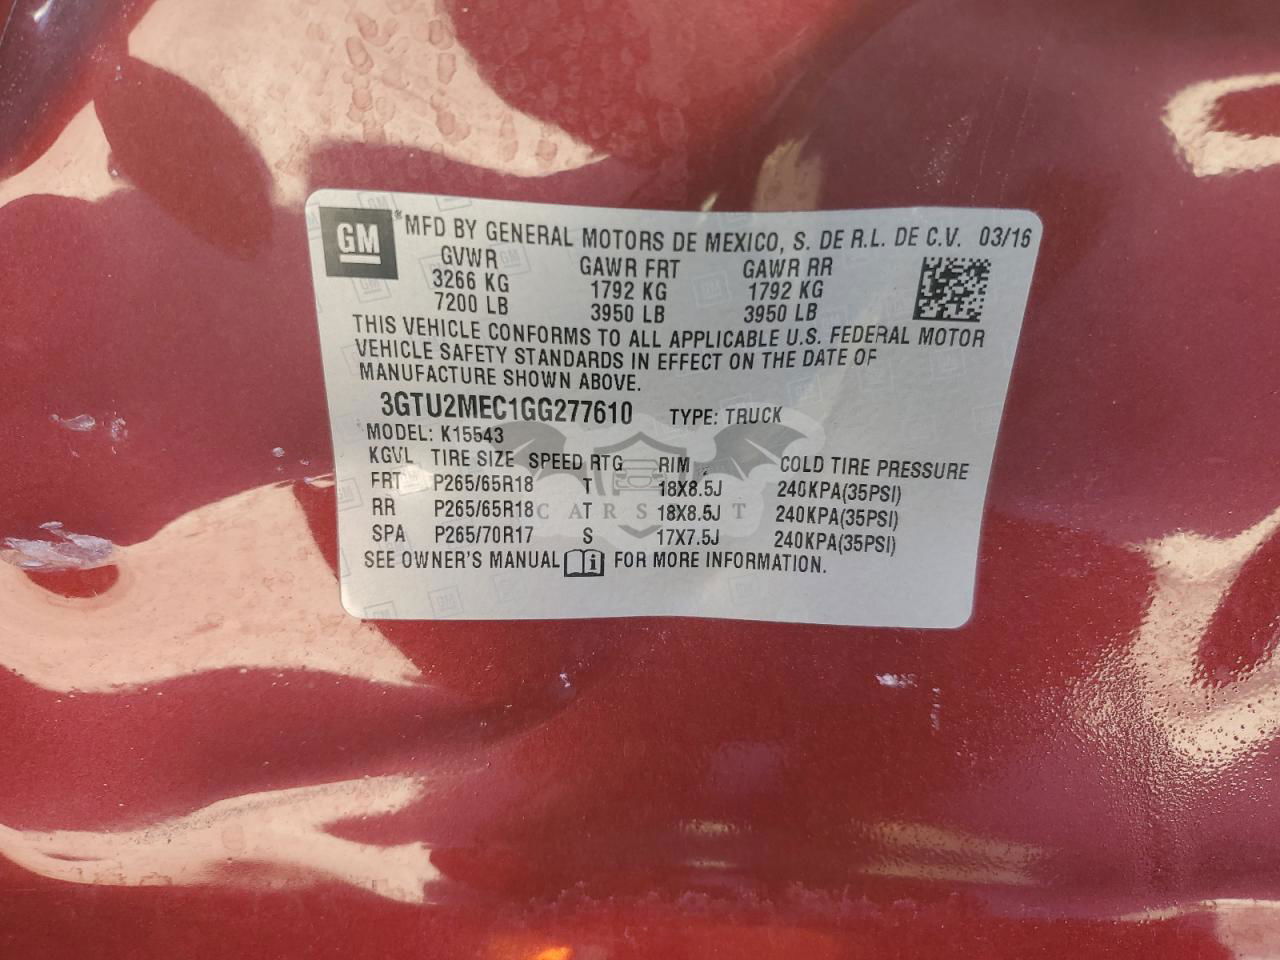 GM ® MFD BY GENERAL MOTORS DE MEXICO, S. DE R.L. DE C.V. 03/16
GVWR GAWR FRT GAWR RR
3266 KG 1792 KG 1792 KG
7200 LB 3950 LB 3950 LB
THIS VEHICLE CONFORMS TO ALL APPLICABLE U.S. FEDERAL MOTOR
VEHICLE SAFETY STANDARDS IN EFFECT ON THE DATE OF
MANUFACTURE SHOWN ABOVE.
3GTU2MEC1GG277610 TYPE: TRUCK
MODEL: K15543
KGVL TIRE SIZE SPEED RTG RIM COLD TIRE PRESSURE
FRT P265/65R18 T 18X8.5J 240KPA(35PSI)
RR P265/65R18 T 18X8.5J 240KPA(35PSI)
SPA P265/70R17 S 17X7.5J 240KPA(35PSI)
SEE OWNER'S MANUAL i FOR MORE INFORMATION.